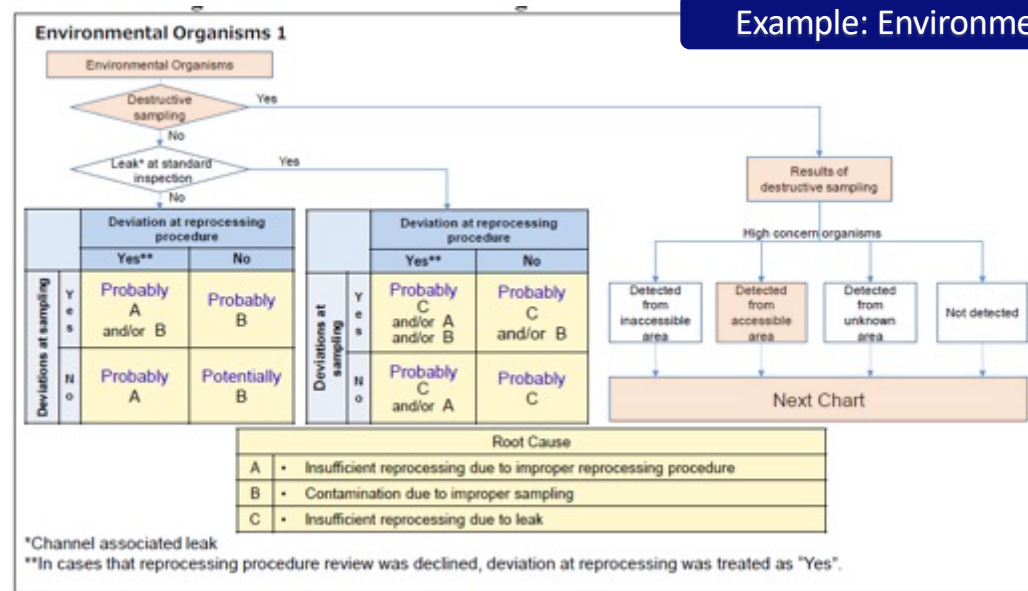 Example: Environme
Environmental Organisms 1
Environmental Organisms
Destructive
sampling
Yes
No
Leak* at standard
inspection
Yes
No
Results of
destructive sampling
High concern organisms
Detected
from
inaccessible
area
Detected
from
accessible
area
Detected
from
unknown
area
Not detected
Next Chart
Deviation at reprocessing
procedure
Yes**
No
Deviations at sampling
Yes
Probably
A
and/or B
Probably
B
No
Probably
A
Potentially
B
Deviation at reprocessing
procedure
Yes**
No
Deviations at
sampling
Yes
Probably
C
and/or A
and/or B
Probably
C
and/or B
No
Probably
C
and/or A
Probably
C
Root Cause
A • Insufficient reprocessing due to improper reprocessing procedure
B • Contamination due to improper sampling
C • Insufficient reprocessing due to leak
*Channel associated leak
**In cases that reprocessing procedure review was declined, deviation at reprocessing was treated as "Yes".